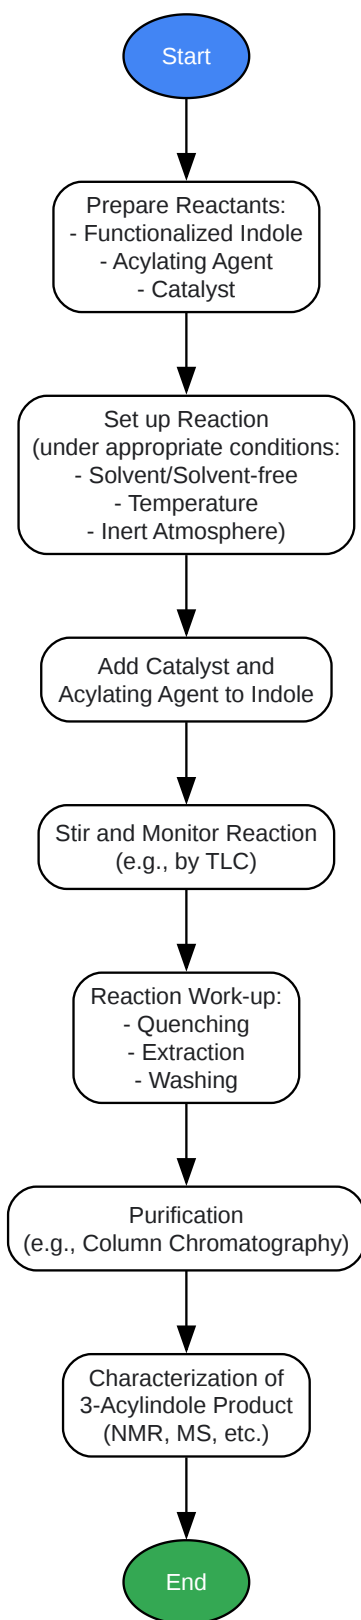 Start
Prepare Reactants:
- Functionalized Indole
- Acylating Agent
- Catalyst
Set up Reaction
(under appropriate conditions:
- Solvent/Solvent-free
- Temperature
- Inert Atmosphere)
Add Catalyst and
Acylating Agent to Indole
Stir and Monitor Reaction
(e.g., by TLC)
Reaction Work-up:
- Quenching
- Extraction
- Washing
Purification
(e.g., Column Chromatography)
Characterization of
3-Acylindole Product
(NMR, MS, etc.)
End